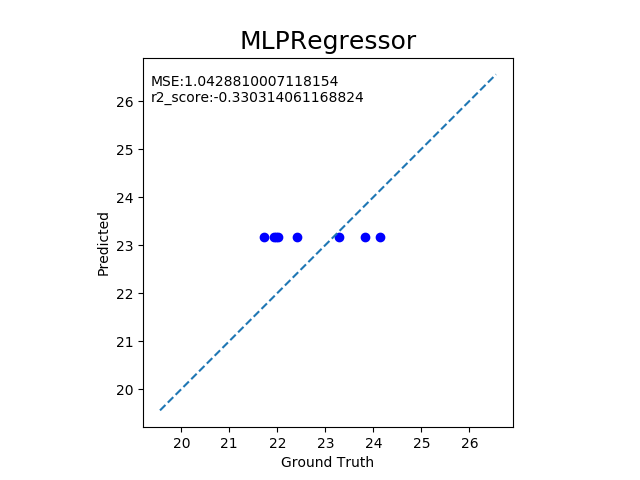 MLPRegressor
MSE:1.0428810007118154
r2_score:-0.330314061168824
26
25
24
23
22
21
20
Predicted
20 21 22 23 24 25 26
Ground Truth